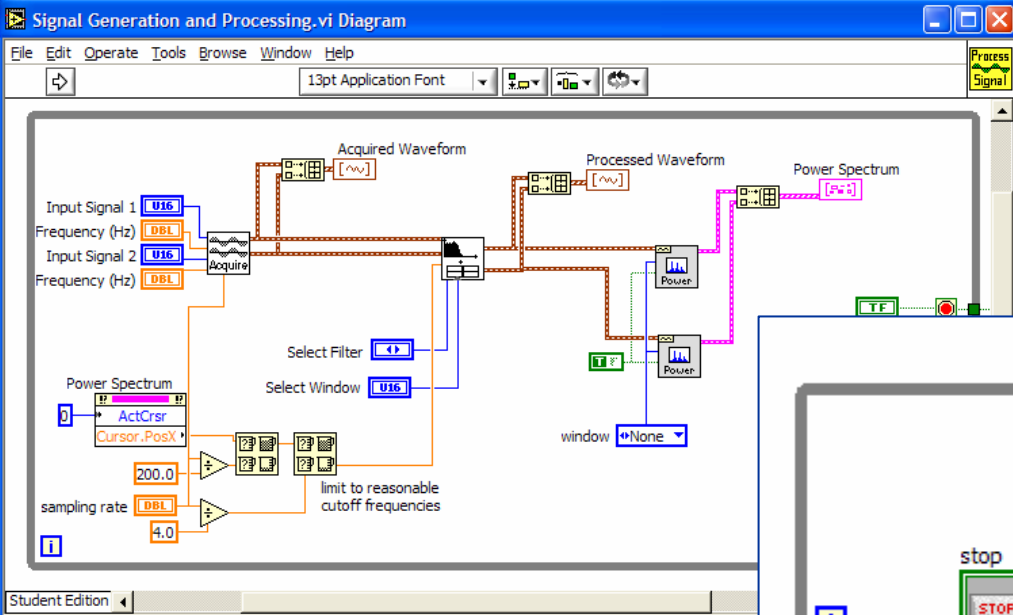 Signal Generation and Processing.vi Diagram
File Edit Operate Tools Browse Window Help
13pt Application Font
Process
Signal
Acquired Waveform
Processed Waveform
Power Spectrum
Input Signal 1 U16
Frequency (Hz) DBL
Input Signal 2 U16
Frequency (Hz) DBL
Acquire
Power
Power
TF
T F
Select Filter
Select Window U16
Power Spectrum
0 ActCrsr
Cursor.PosX
200.0
sampling rate DBL
4.0
limit to reasonable
cutoff frequencies
window None
i
stop
STOP
Student Edition